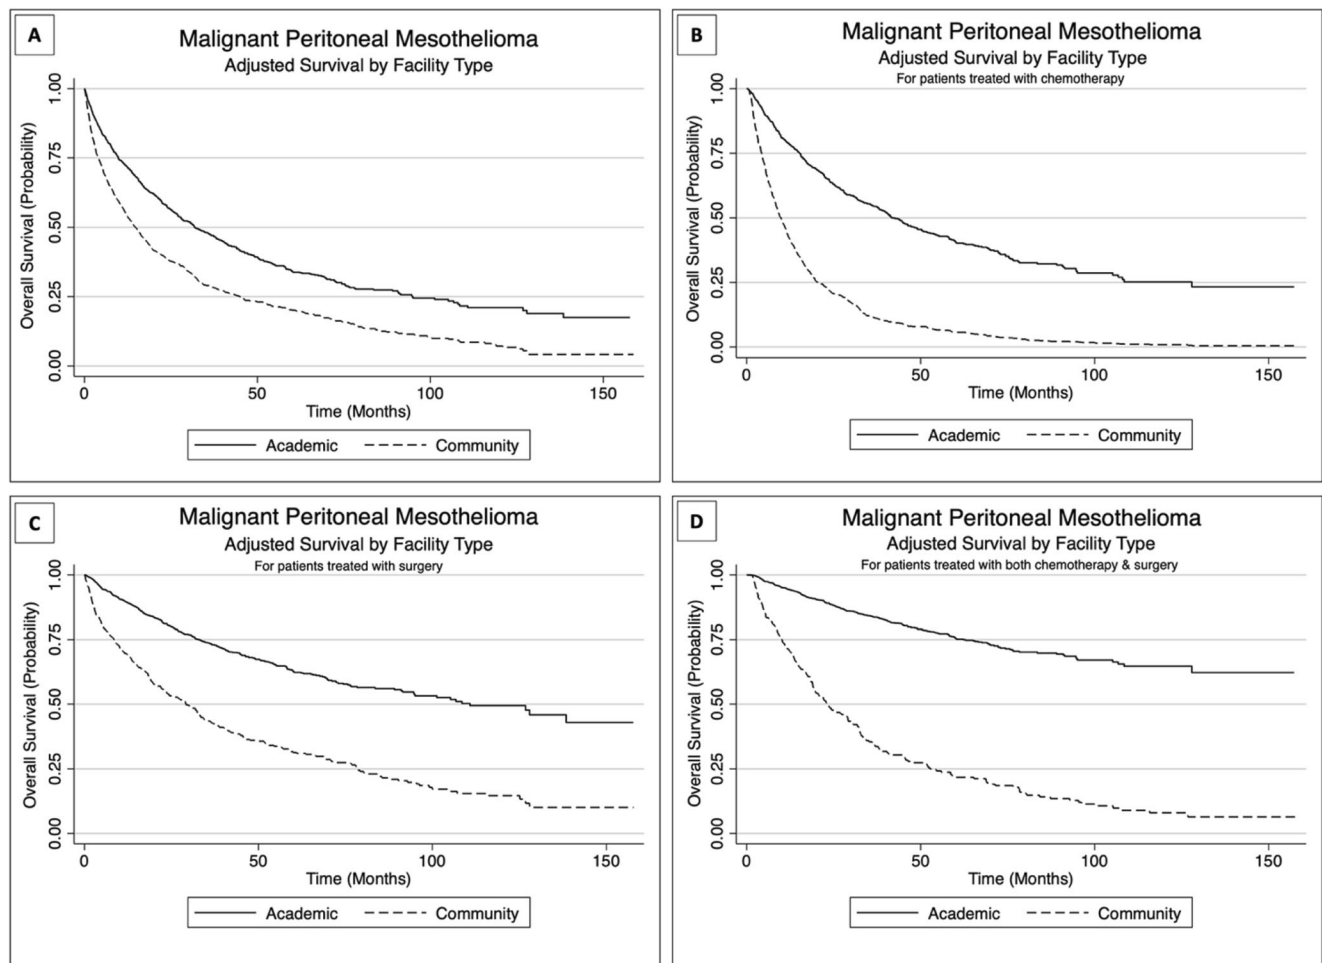 A
Malignant Peritoneal Mesothelioma
Adjusted Survival by Facility Type
Overall Survival (Probability)
1.00
0.75
0.50
0.25
0.00
0 50 100 150
Time (Months)
Academic Community
B
Malignant Peritoneal Mesothelioma
Adjusted Survival by Facility Type
For patients treated with chemotherapy
Overall Survival (Probability)
1.00
0.75
0.50
0.25
0.00
0 50 100 150
Time (Months)
Academic Community
C
Malignant Peritoneal Mesothelioma
Adjusted Survival by Facility Type
For patients treated with surgery
Overall Survival (Probability)
1.00
0.75
0.50
0.25
0.00
0 50 100 150
Time (Months)
Academic Community
D
Malignant Peritoneal Mesothelioma
Adjusted Survival by Facility Type
For patients treated with both chemotherapy & surgery
Overall Survival (Probability)
1.00
0.75
0.50
0.25
0.00
0 50 100 150
Time (Months)
Academic Community